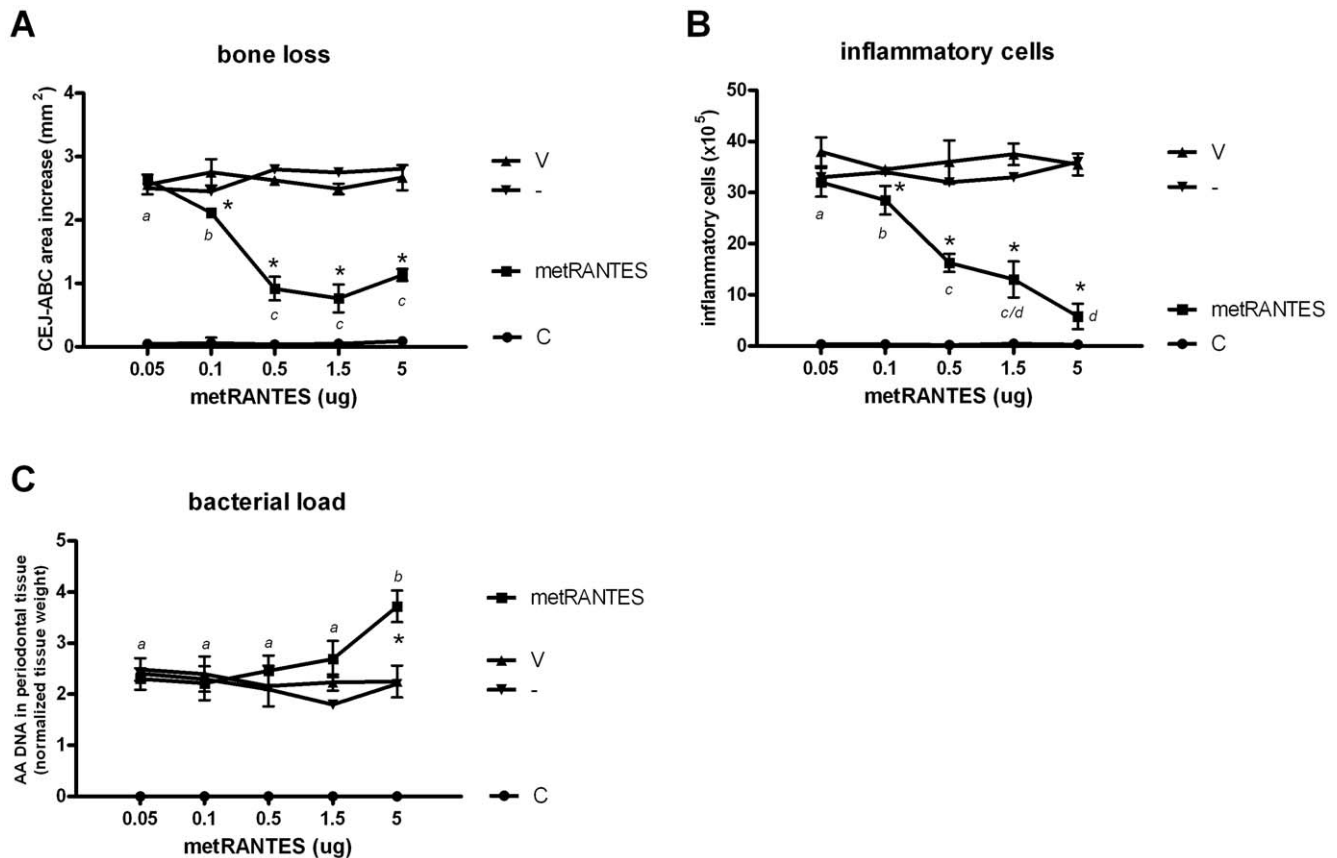 A
bone loss
CEJ-ABC area increase (mm²)
4
3
2
1
0
a
b
*
*
c
*
c
*
c
0.05 0.1 0.5 1.5 5
metRANTES (ug)
V
-
metRANTES
C
B
inflammatory cells
inflammatory cells (x10⁵)
50
40
30
20
10
0
a
*
b
*
c
*
c/d
*
d
0.05 0.1 0.5 1.5 5
metRANTES (ug)
V
-
metRANTES
C
C
bacterial load
AA DNA in periodontal tissue
(normalized tissue weight)
5
4
3
2
1
0
a a a a b
*
0.05 0.1 0.5 1.5 5
metRANTES (ug)
metRANTES
V
-
C